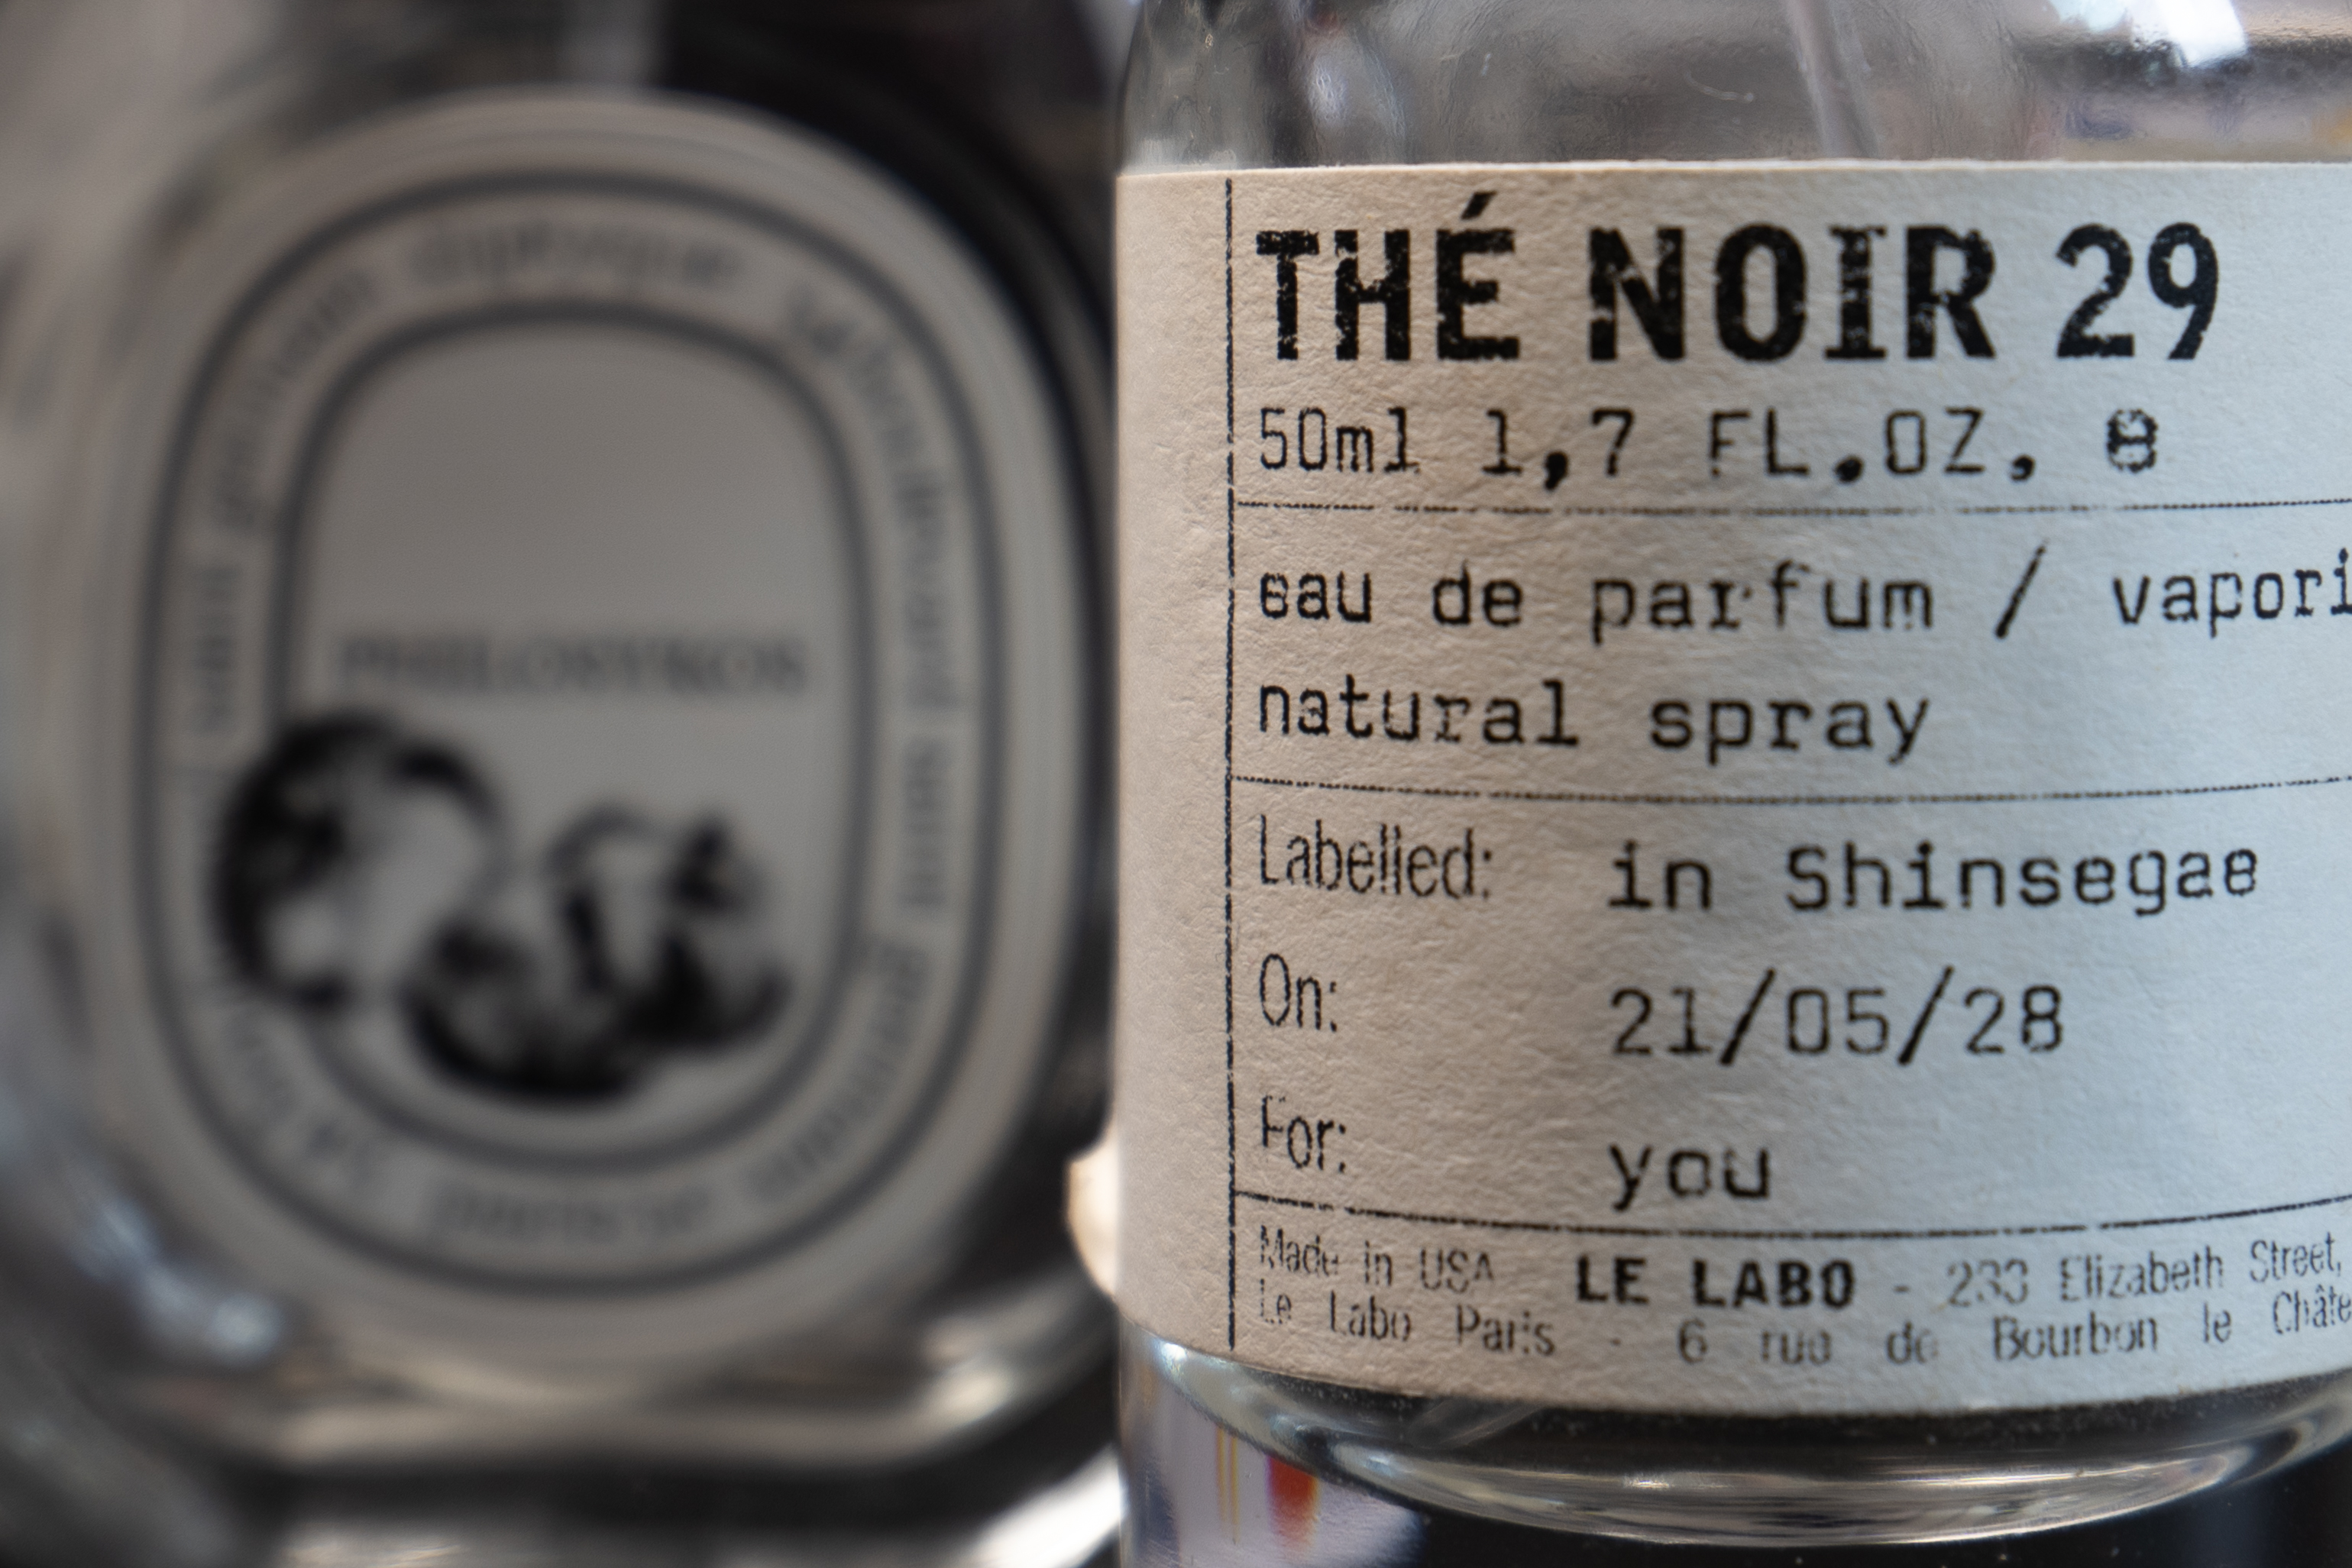 diptyque
PHILOSYKOS
THÉ NOIR 29
50ml 1,7 FL.OZ. e
eau de parfum / vapori
natural spray
Labelled: in Shinsegae
On: 21/05/28
For: you
Made in USA LE LABO - 233 Elizabeth Street,
Le Labo Paris - 6 rue de Bourbon le Châte